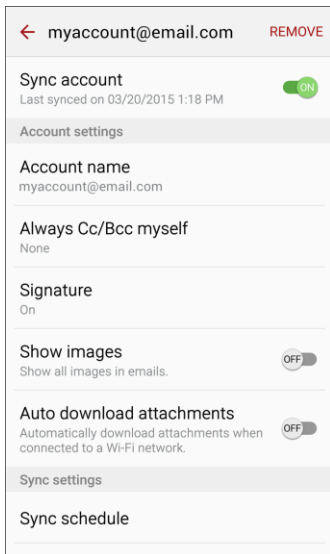 myaccount@email.com REMOVE
Sync account
Last synced on 03/20/2015 1:18 PM
ON
Account settings
Account name
myaccount@email.com
Always Cc/Bcc myself
None
Signature
On
Show images
Show all images in emails.
OFF
Auto download attachments
Automatically download attachments when
connected to a Wi-Fi network.
OFF
Sync settings
Sync schedule